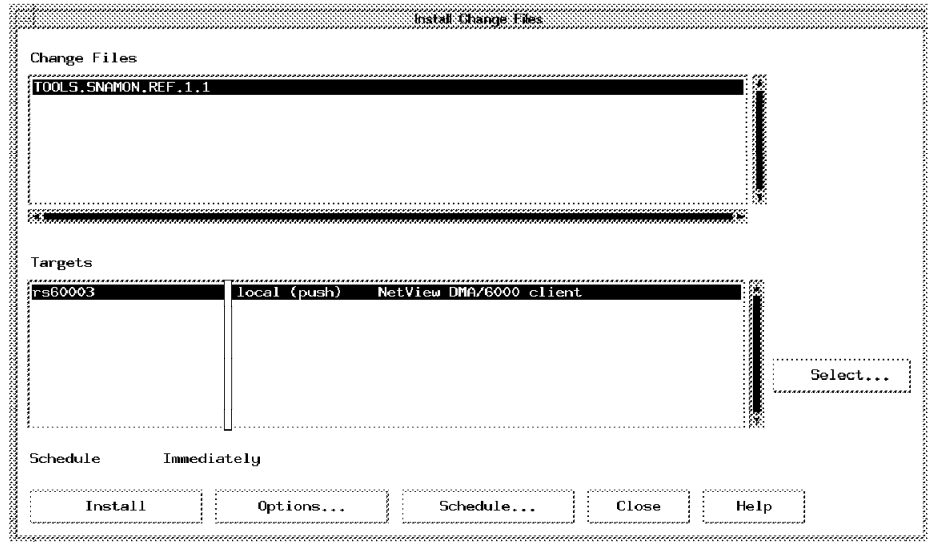 Install Change Files
Change Files
TOOLS.SNAMON.REF.1.1
Targets
rs60003 local (push) NetView DMA/6000 client
Select...
Schedule Immediately
Install Options... Schedule... Close Help